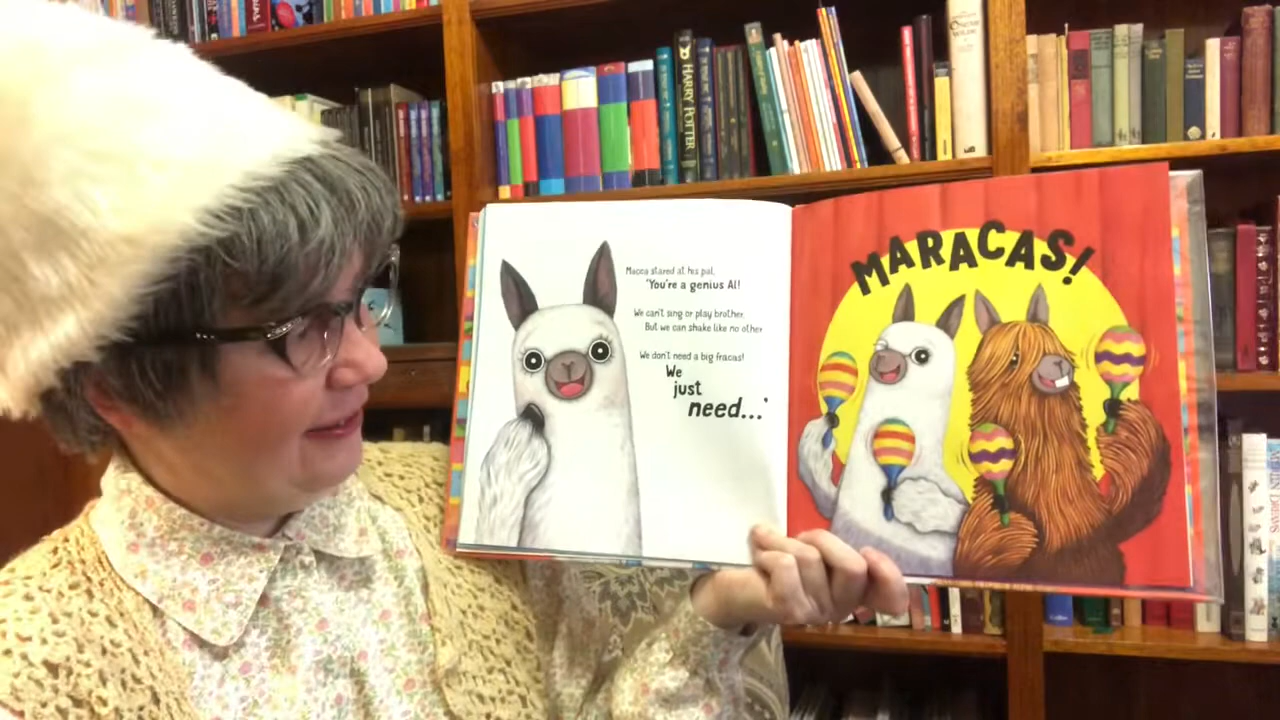 HARRY POTTER
Macca stared at his pal,
'You're a genius Al!
We can't sing or play brother,
But we can shake like no other
We don't need a big fracas!
We
just
need...'
MARACAS!